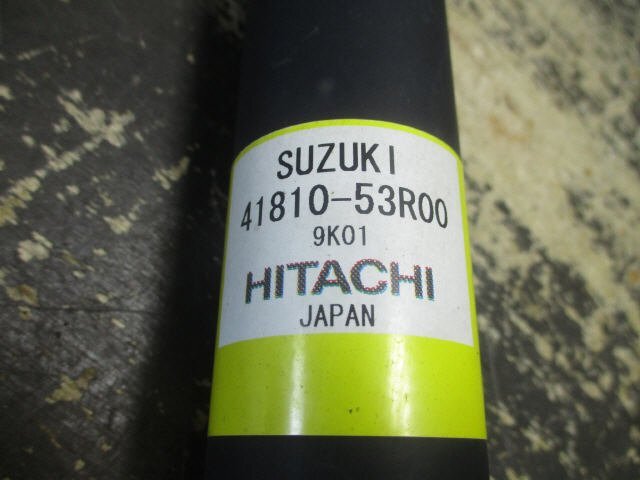 SUZUKI
41810-53R00
9K01
HITACHI
JAPAN